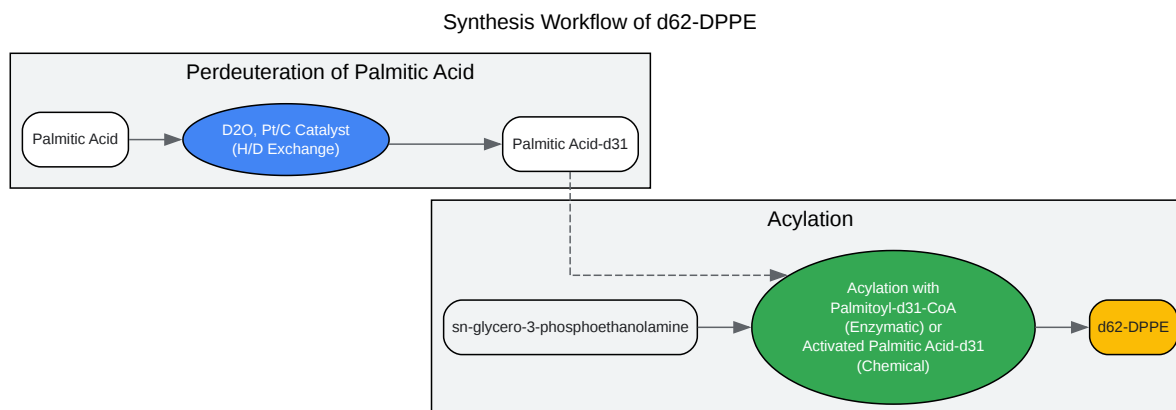 Synthesis Workflow of d62-DPPE
Perdeuteration of Palmitic Acid
Palmitic Acid
D2O, Pt/C Catalyst
(H/D Exchange)
Palmitic Acid-d31
Acylation
sn-glycero-3-phosphoethanolamine
Acylation with
Palmitoyl-d31-CoA
(Enzymatic) or
Activated Palmitic Acid-d31
(Chemical)
d62-DPPE